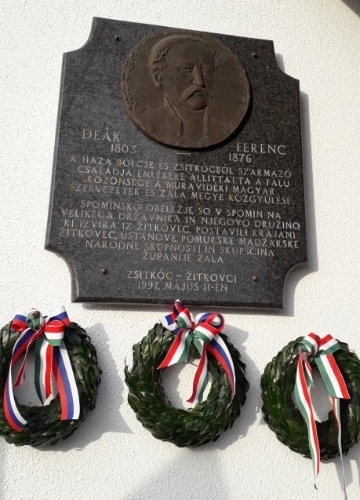 DEÁK FERENC
1803 1876
A HAZA BÖLCSE ÉS ZSITKÓCBÓL SZÁRMAZÓ
CSALÁDJA EMLÉKÉRE ÁLLÍTTATTA A FALU
KÖZÖNSÉGE A MURAVIDÉKI MAGYAR
SZERVEZETEK ÉS ZALA MEGYE KÖZGYŰLÉSE.
SPOMINSKO OBELEŽJE SO V SPOMIN NA
VELIKEGA DRŽAVNIKA IN NJEGOVO DRUŽINO
KI IZVIRA IZ ŽITKOVEC, POSTAVILI KRAJANI
ŽITKOVEC, USTANOVE POMURSKE MADŽARSKE
NARODNE SKUPNOSTI IN SKUPŠČINA
ŽUPANIJE ZALA
ZSITKÓC - ŽITKOVCI
1997. MÁJUS 11-ÉN